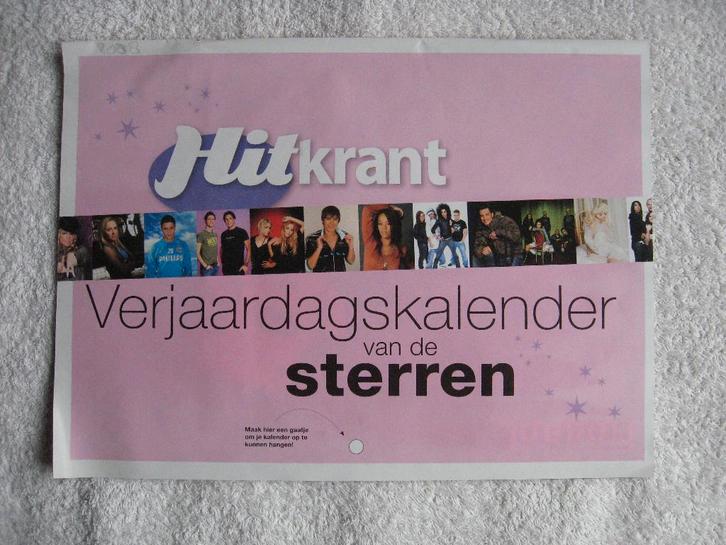 Hitkrant
Verjaardagskalender
van de
sterren
Maak hier een gaatje
om je kalender op te
kunnen hangen!